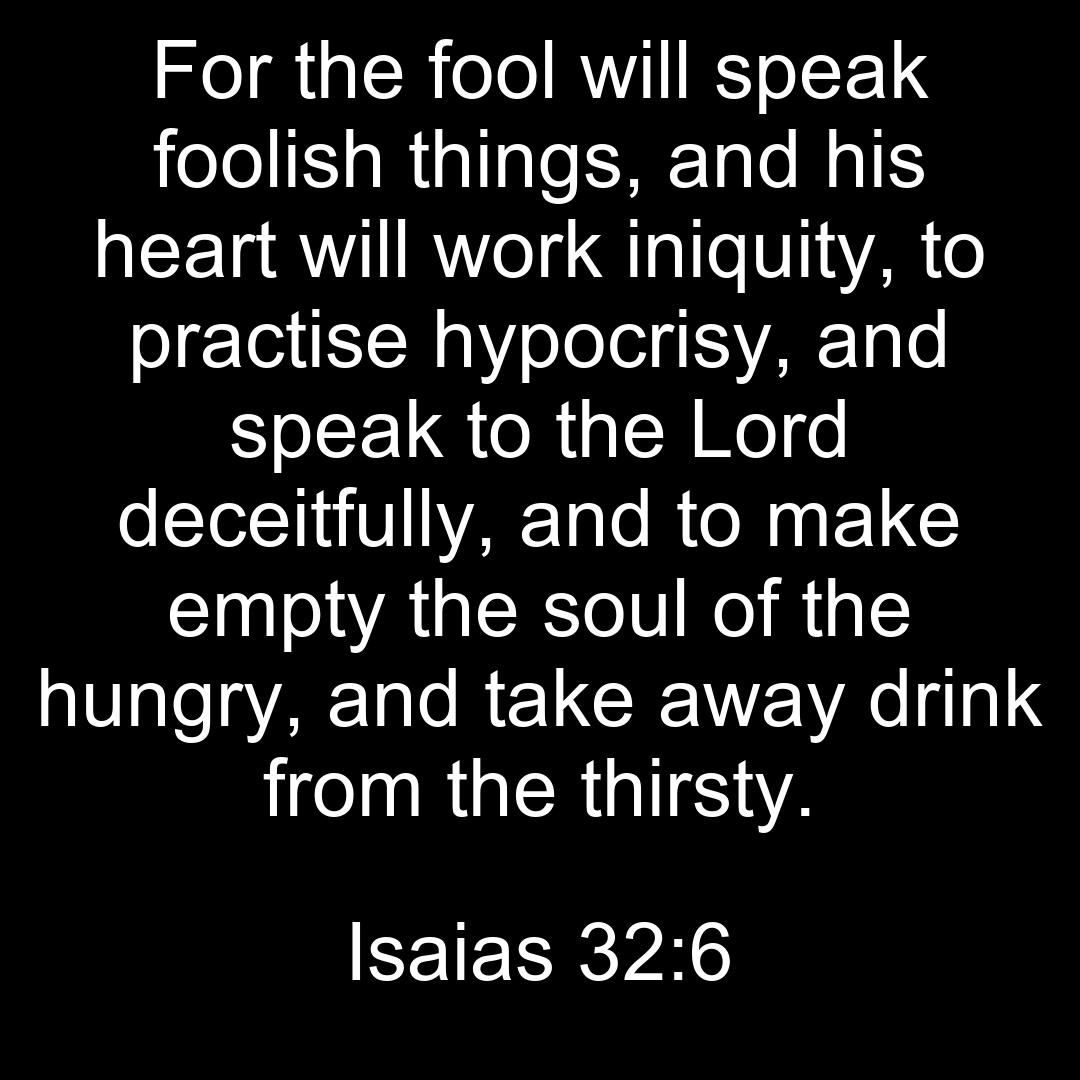 For the fool will speak
foolish things, and his
heart will work iniquity, to
practise hypocrisy, and
speak to the Lord
deceitfully, and to make
empty the soul of the
hungry, and take away drink
from the thirsty.
Isaias 32:6